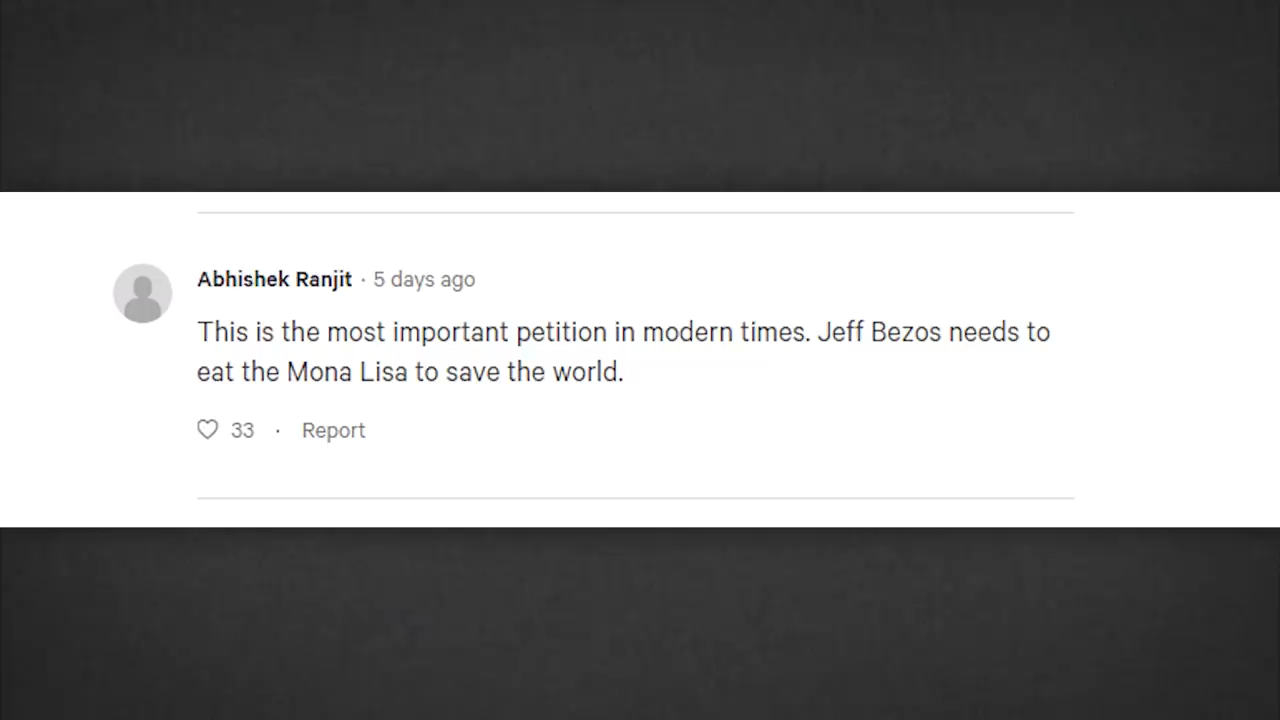 Abhishek Ranjit · 5 days ago
This is the most important petition in modern times. Jeff Bezos needs to
eat the Mona Lisa to save the world.
33 · Report